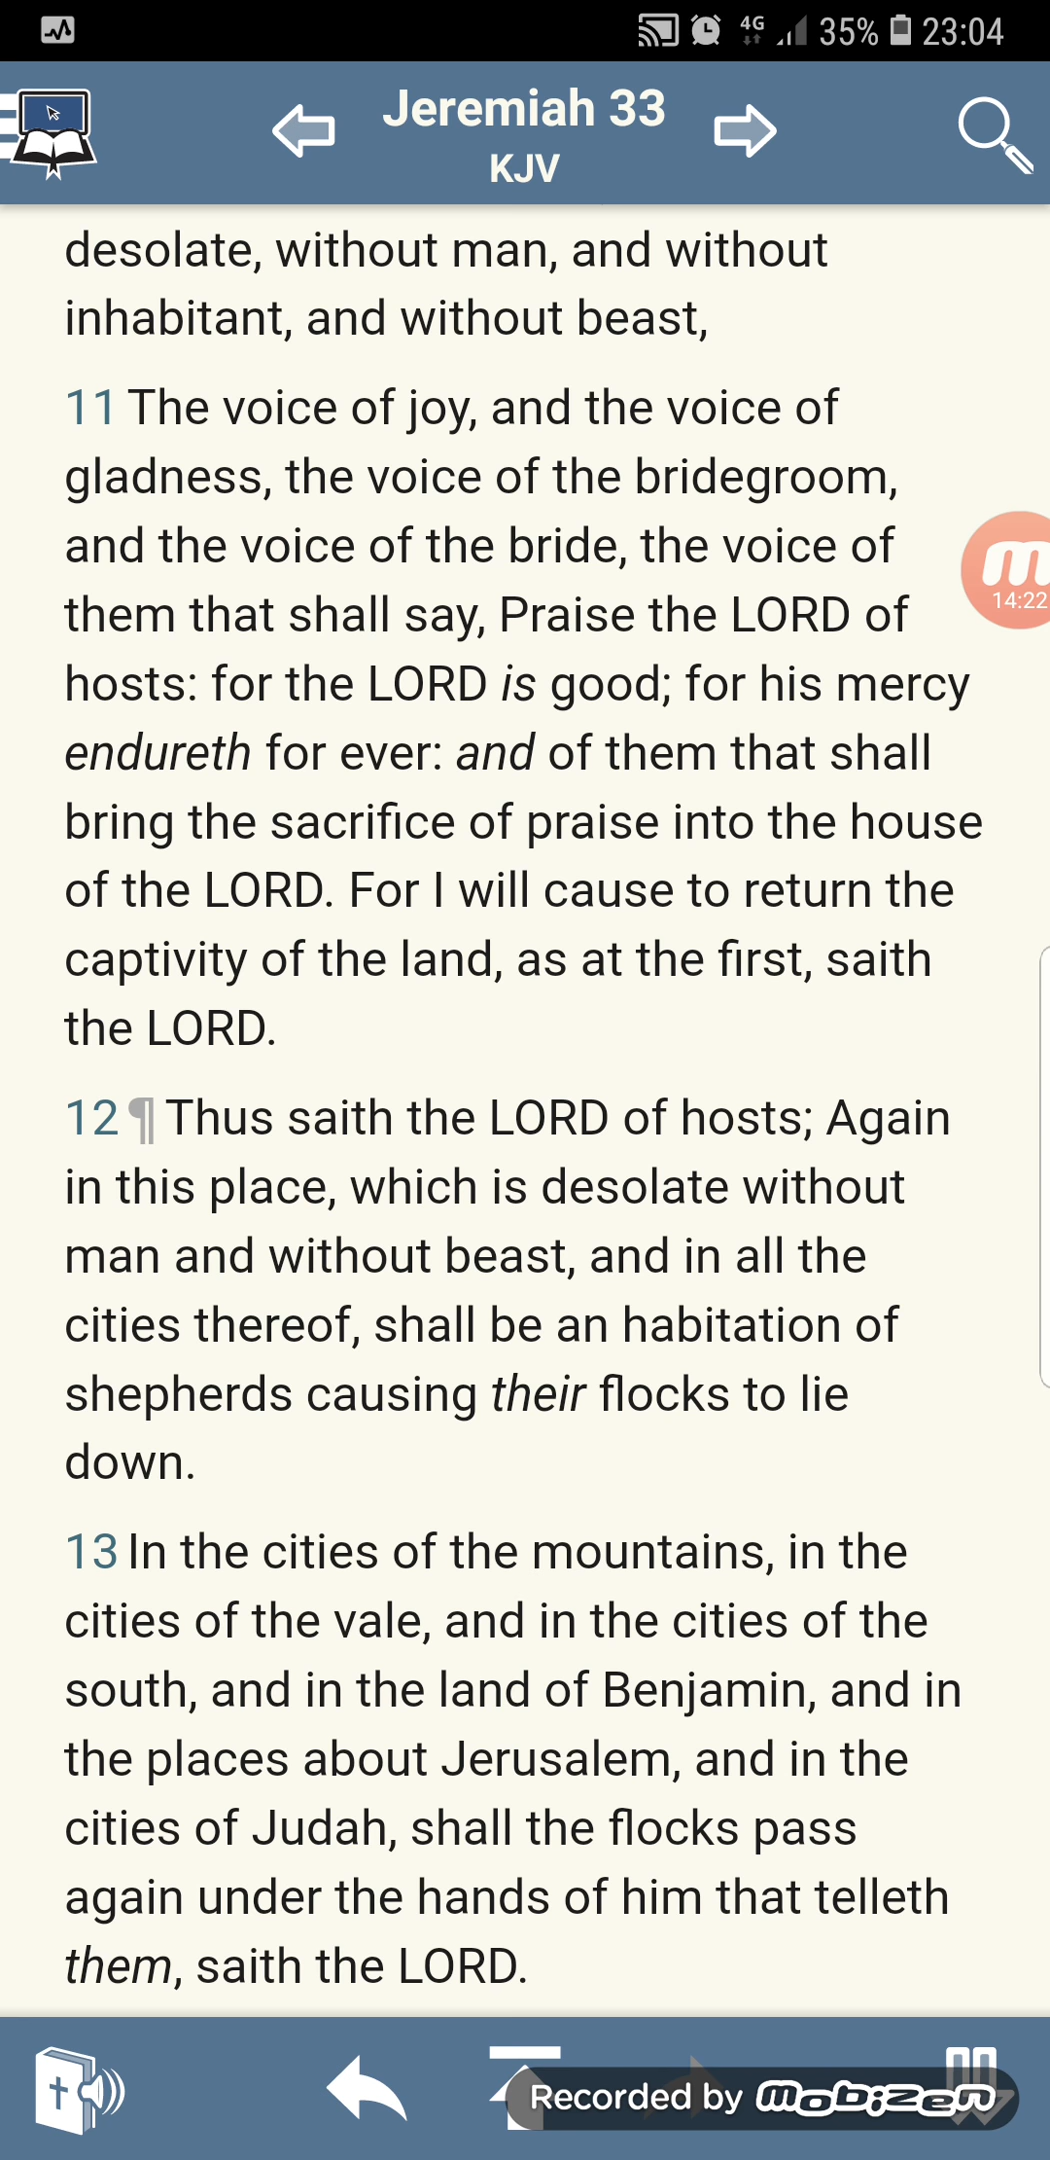 4G 35% 23:04
Jeremiah 33
KJV
desolate, without man, and without
inhabitant, and without beast,
11 The voice of joy, and the voice of
gladness, the voice of the bridegroom,
and the voice of the bride, the voice of
them that shall say, Praise the LORD of
hosts: for the LORD is good; for his mercy
endureth for ever: and of them that shall
bring the sacrifice of praise into the house
of the LORD. For I will cause to return the
captivity of the land, as at the first, saith
the LORD.
m
14:22
12 ¶ Thus saith the LORD of hosts; Again
in this place, which is desolate without
man and without beast, and in all the
cities thereof, shall be an habitation of
shepherds causing their flocks to lie
down.
13 In the cities of the mountains, in the
cities of the vale, and in the cities of the
south, and in the land of Benjamin, and in
the places about Jerusalem, and in the
cities of Judah, shall the flocks pass
again under the hands of him that telleth
them, saith the LORD.
Recorded by mobizen